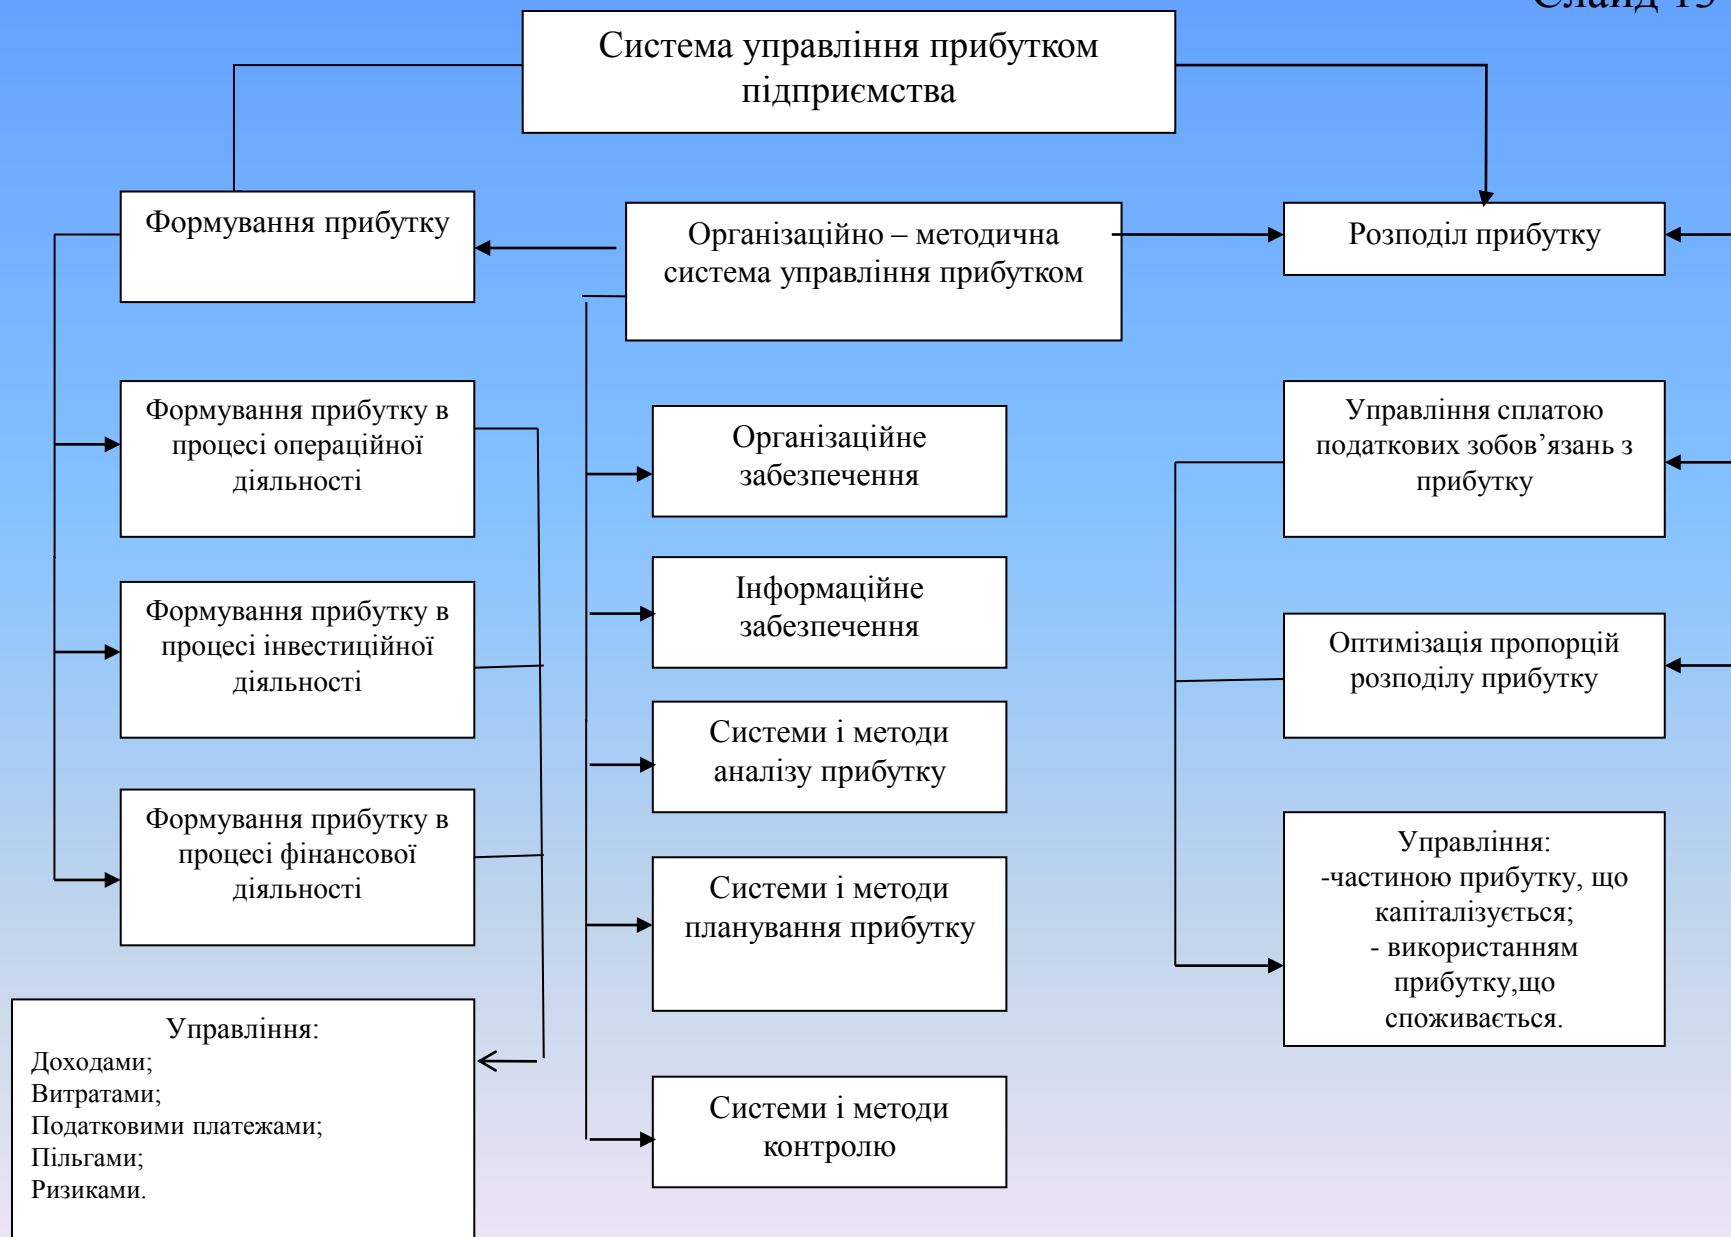 Слайд 13
Система управління прибутком
підприємства
Формування прибутку
Організаційно – методична
система управління прибутком
Розподіл прибутку
Формування прибутку в
процесі операційної
діяльності
Формування прибутку в
процесі інвестиційної
діяльності
Формування прибутку в
процесі фінансової
діяльності
Управління:
Доходами;
Витратами;
Податковими платежами;
Пільгами;
Ризиками.
Організаційне
забезпечення
Інформаційне
забезпечення
Системи і методи
аналізу прибутку
Системи і методи
планування прибутку
Системи і методи
контролю
Управління сплатою
податкових зобов’язань з
прибутку
Оптимізація пропорцій
розподілу прибутку
Управління:
-частиною прибутку, що
капіталізується;
- використанням
прибутку,що
споживається.